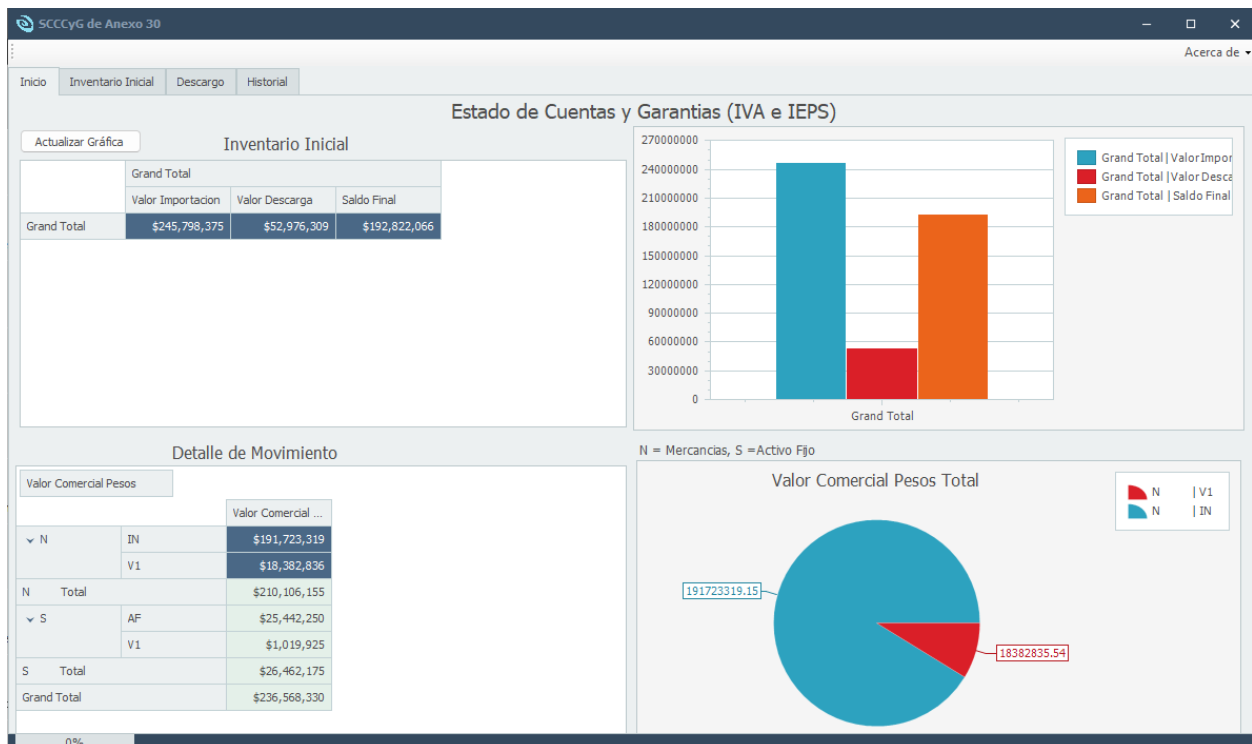 SCCCyG de Anexo 30
Acerca de
Inicio Inventario Inicial Descargo Historial
Estado de Cuentas y Garantias (IVA e IEPS)
Actualizar Gráfica
Inventario Inicial
Grand Total
Valor Importacion Valor Descarga Saldo Final
Grand Total $245,798,375 $52,976,309 $192,822,066
270000000
240000000
210000000
180000000
150000000
120000000
90000000
60000000
30000000
0
Grand Total
Grand Total | Valor Impor
Grand Total | Valor Desca
Grand Total | Saldo Final
Detalle de Movimiento
Valor Comercial Pesos
Valor Comercial ...
N IN $191,723,319
V1 $18,382,836
N Total $210,106,155
S AF $25,442,250
V1 $1,019,925
S Total $26,462,175
Grand Total $236,568,330
N = Mercancias, S =Activo Fijo
Valor Comercial Pesos Total
N | V1
N | IN
191723319.15
18382835.54
0%